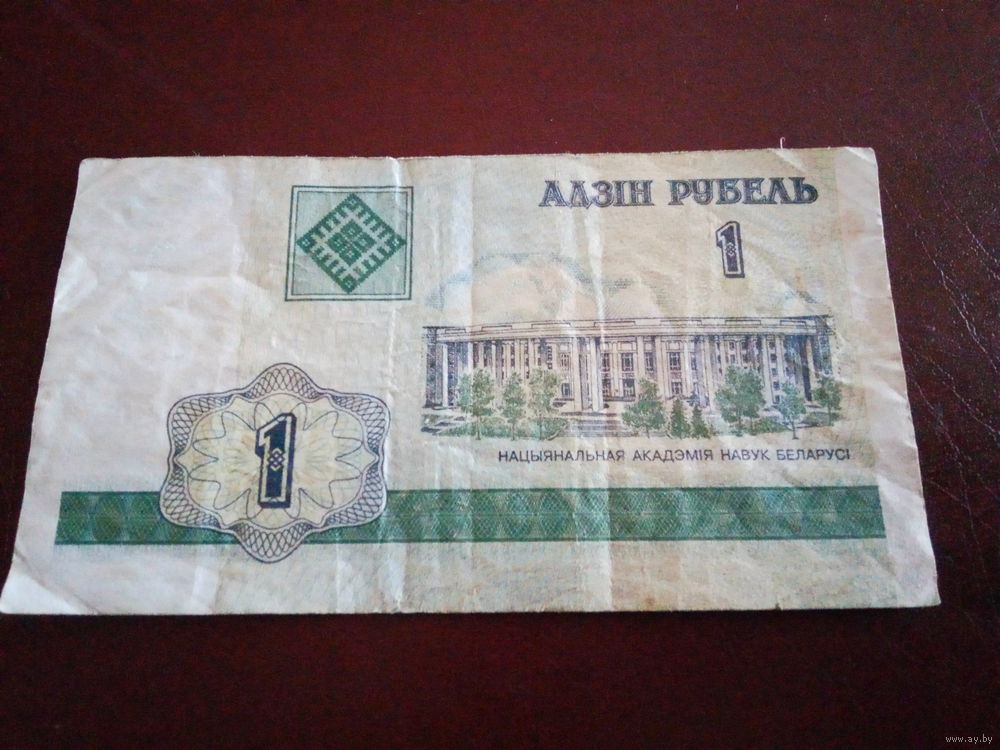 АДЗІН РУБЕЛЬ
1
НАЦЫЯНАЛЬНАЯ АКАДЭМІЯ НАВУК БЕЛАРУСІ
1
www.ay.by